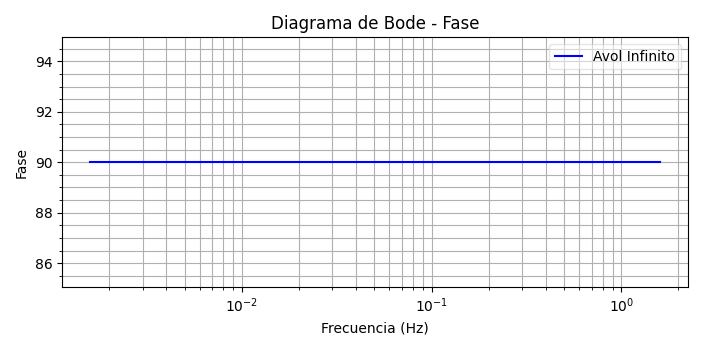 Diagrama de Bode - Fase
Avol Infinito
Fase
94
92
90
88
86
10⁻²
10⁻¹
10⁰
Frecuencia (Hz)